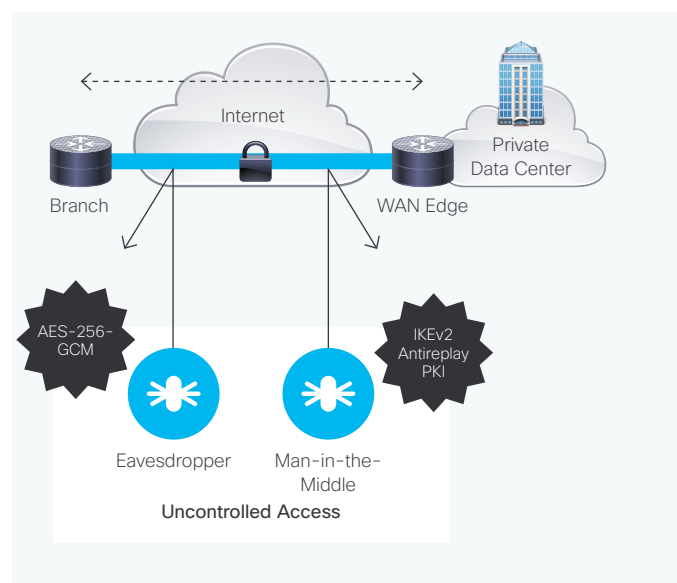 Internet
Private
Data Center
Branch
WAN Edge
AES-256-
GCM
IKEv2
Antireplay
PKI
Eavesdropper
Man-in-the-
Middle
Uncontrolled Access